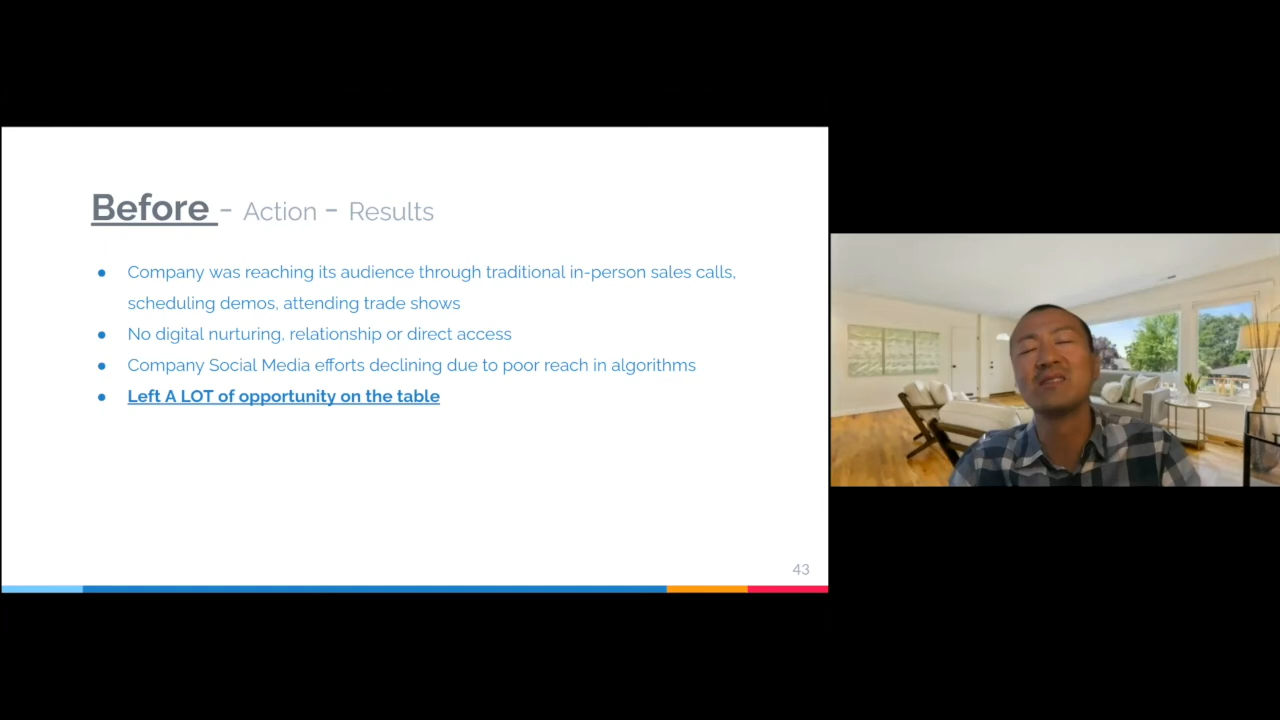 Before - Action - Results
● Company was reaching its audience through traditional in-person sales calls,
scheduling demos, attending trade shows
● No digital nurturing, relationship or direct access
● Company Social Media efforts declining due to poor reach in algorithms
● Left A LOT of opportunity on the table
43